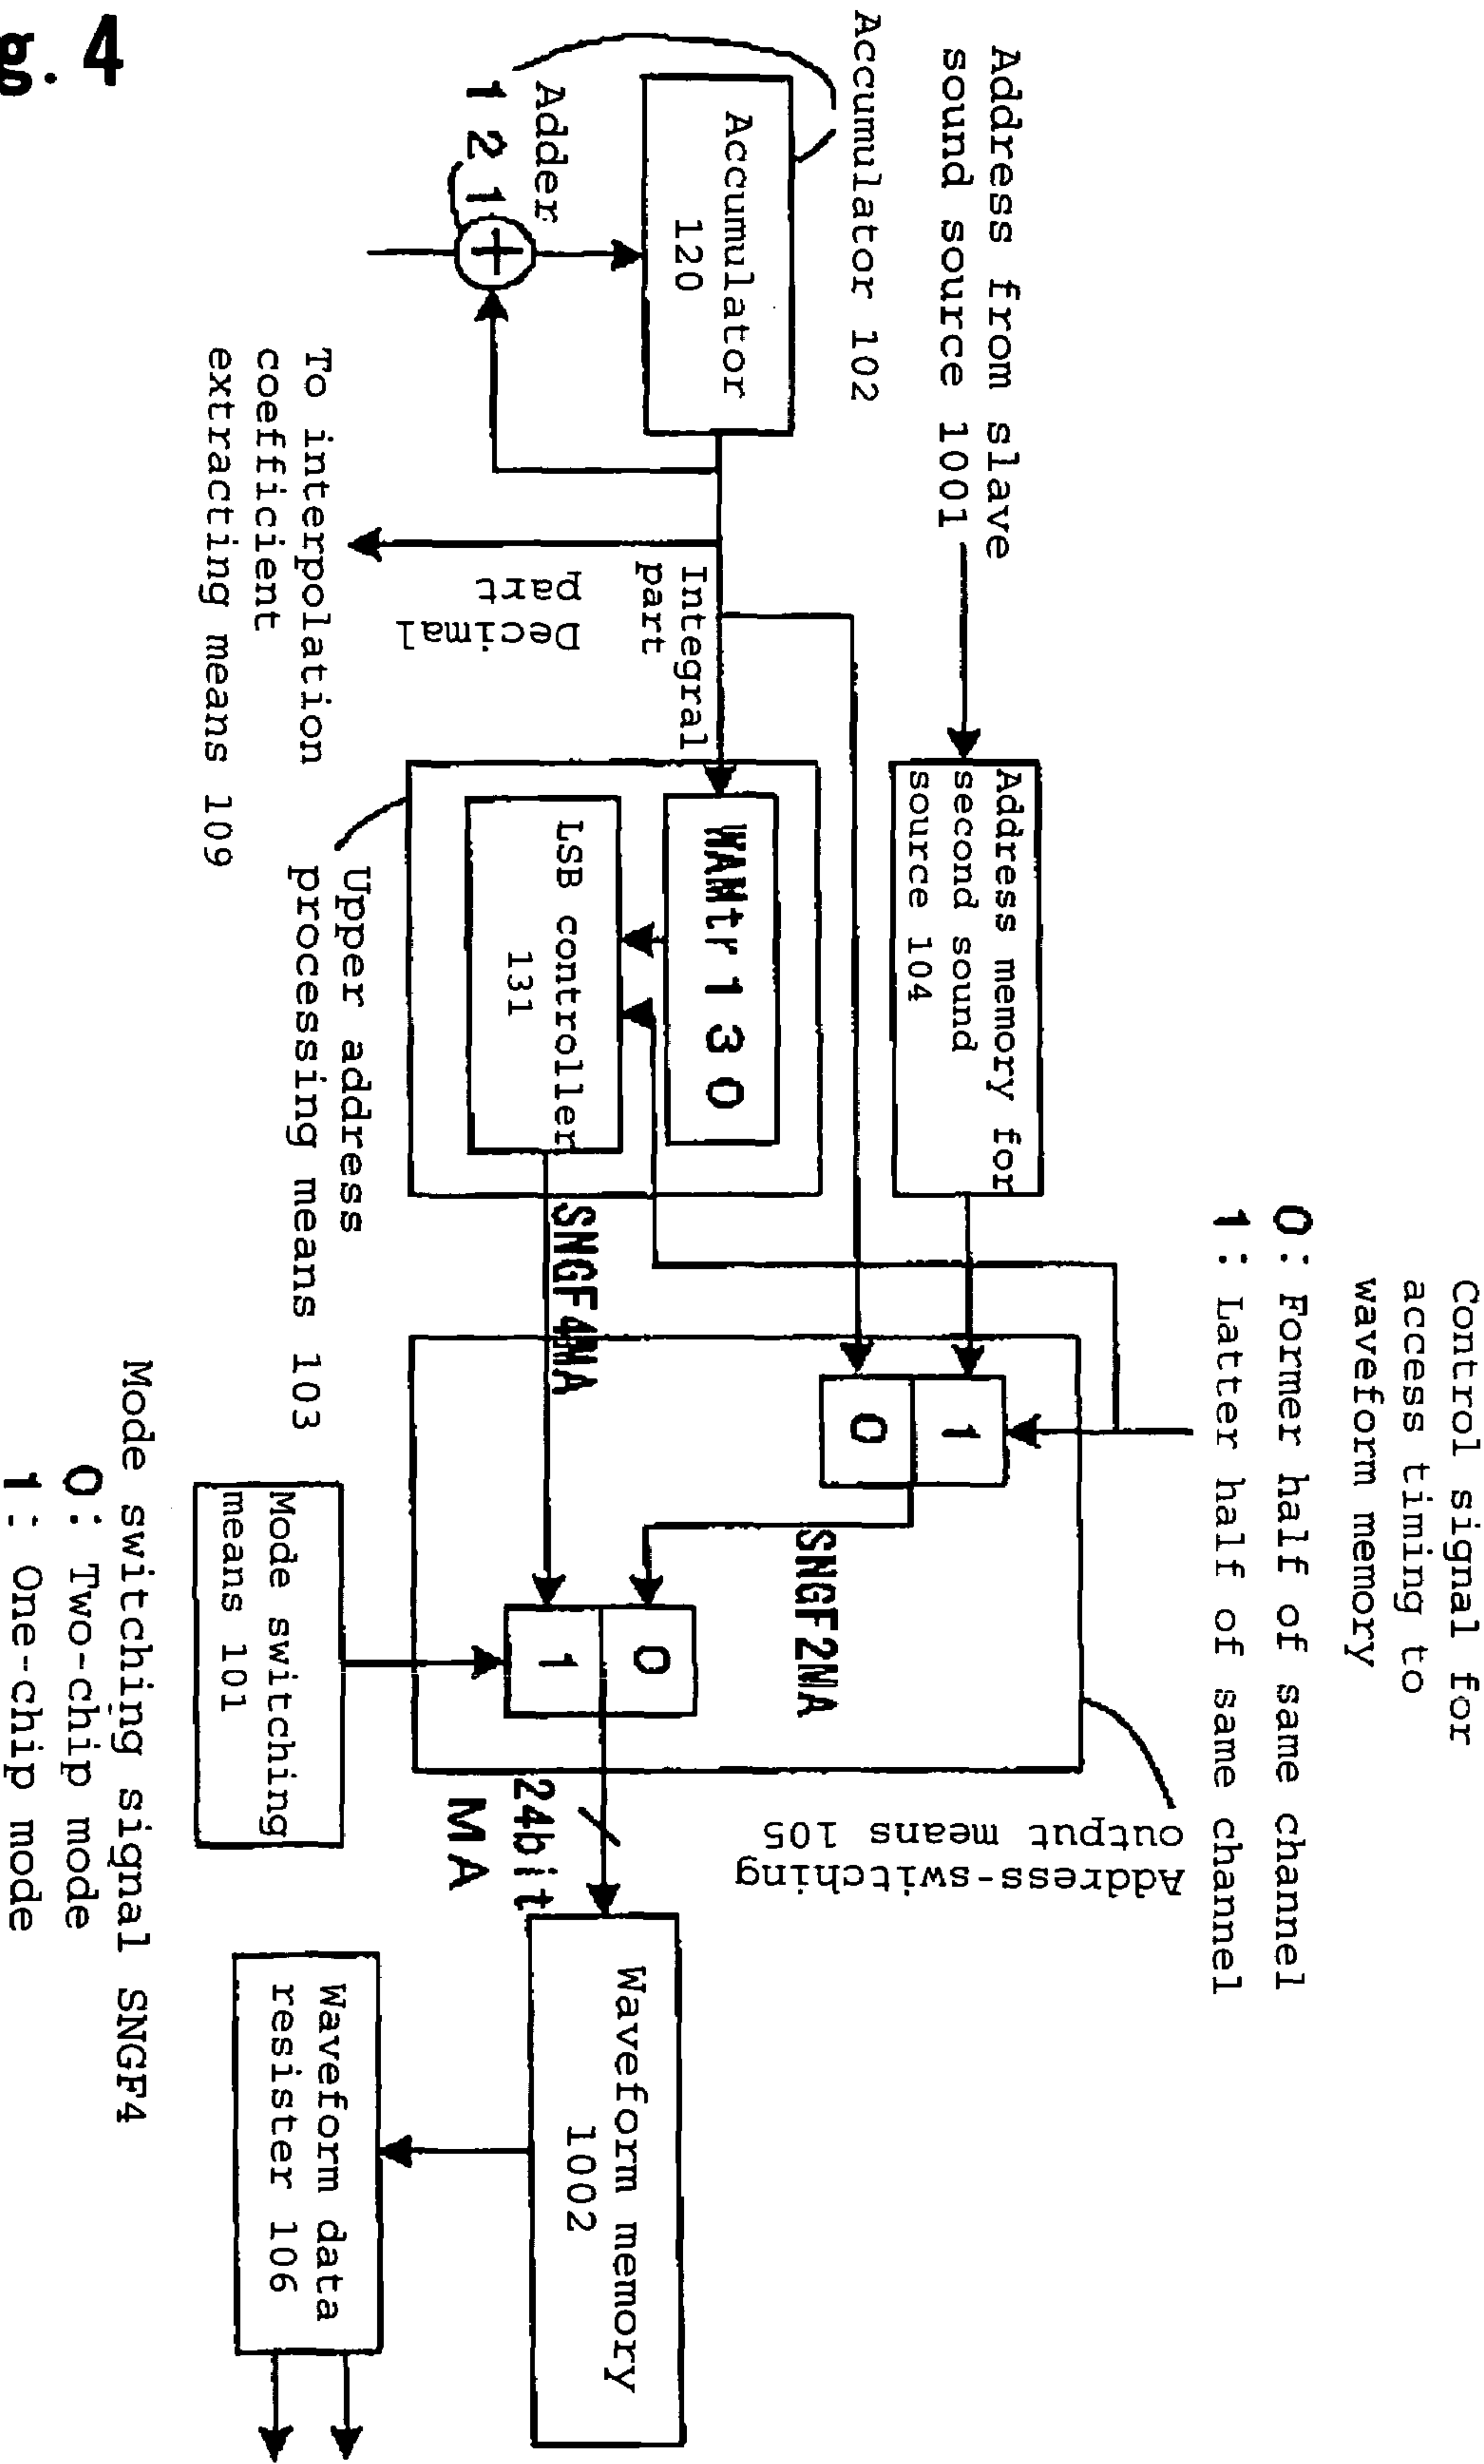 g. 4
Control signal for
access timing to
waveform memory
0: Former half of same channel
1: Latter half of same channel
Address from slave
sound source 1001
Address memory for
second sound
source 104
Address-switching
output means 105
Accumulator 102
Accumulator
120
Adder
121
+
Integral
part
Decimal
part
To interpolation
coefficient
extracting means 109
WAMtr130
LSB controller
131
Upper address
processing means 103
1
0
SNGF2MA
SNGF4MA
0
1
24bit
MA
Waveform memory
1002
Waveform data
resister 106
Mode switching
means 101
Mode switching signal SNGF4
0: Two-chip mode
1: One-chip mode